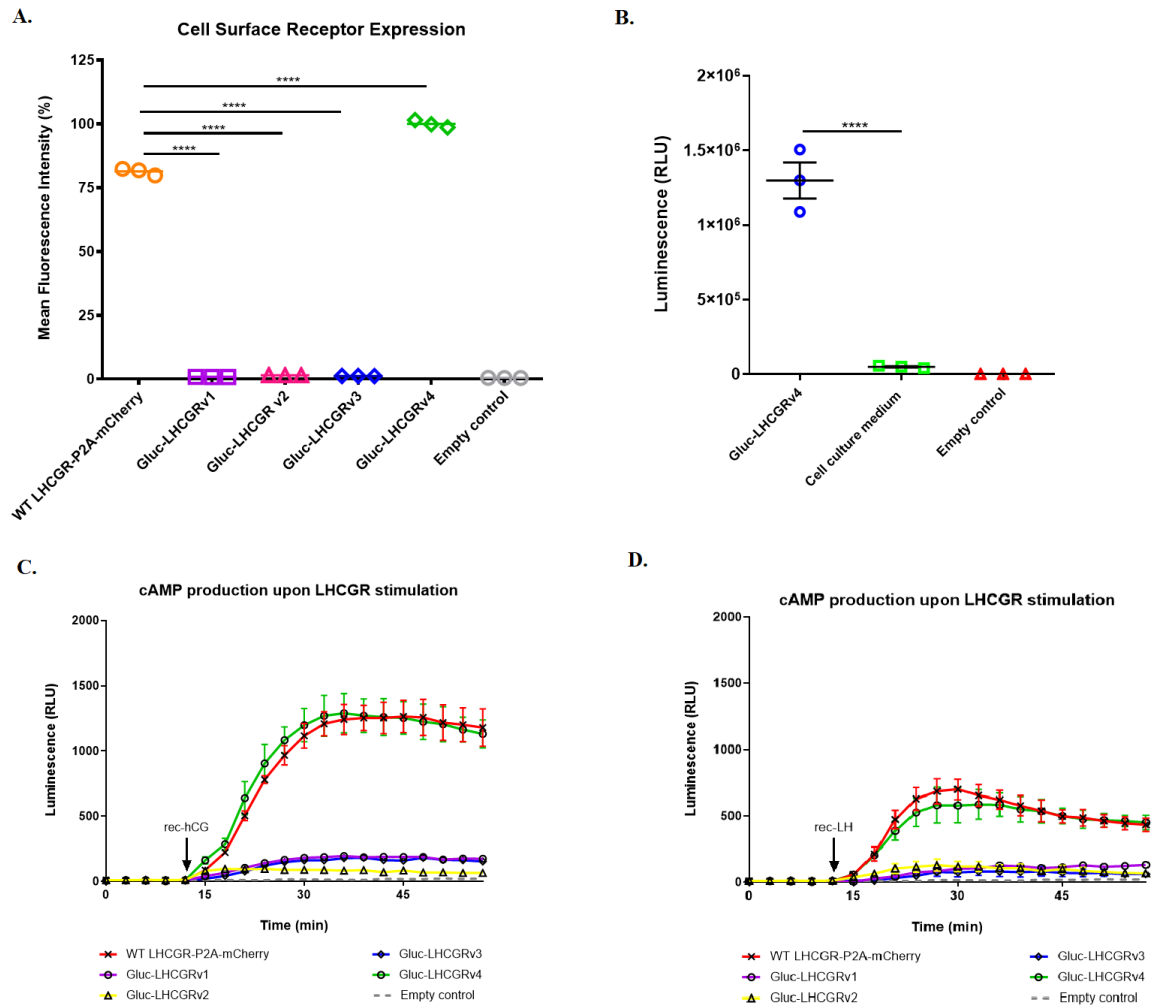 A.
Cell Surface Receptor Expression
Mean Fluorescence Intensity (%)
125
100
75
50
25
0
****
****
****
****
WT LHCGR-P2A-mCherry
Gluc-LHCGRv1
Gluc-LHCGR v2
Gluc-LHCGRv3
Gluc-LHCGRv4
Empty control
B.
Luminescence (RLU)
2×10⁶
1.5×10⁶
1×10⁶
5×10⁵
0
****
Gluc-LHCGRv4
Cell culture medium
Empty control
C.
cAMP production upon LHCGR stimulation
Luminescence (RLU)
2000
1500
1000
500
0
rec-hCG
0 15 30 45
Time (min)
WT LHCGR-P2A-mCherry
Gluc-LHCGRv1
Gluc-LHCGRv2
Gluc-LHCGRv3
Gluc-LHCGRv4
Empty control
D.
cAMP production upon LHCGR stimulation
Luminescence (RLU)
2000
1500
1000
500
0
rec-LH
0 15 30 45
Time (min)
WT LHCGR-P2A-mCherry
Gluc-LHCGRv1
Gluc-LHCGRv2
Gluc-LHCGRv3
Gluc-LHCGRv4
Empty control